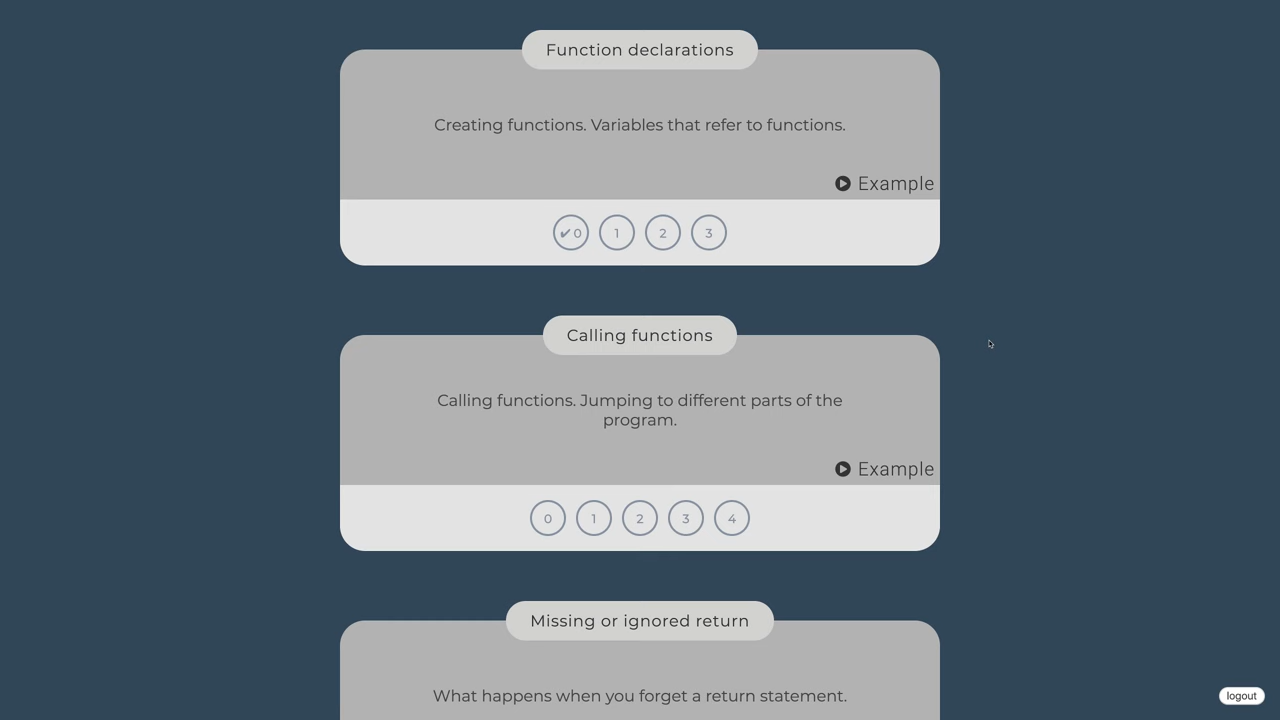 Function declarations
Creating functions. Variables that refer to functions.
Example
✔ 0 1 2 3
Calling functions
Calling functions. Jumping to different parts of the
program.
Example
0 1 2 3 4
Missing or ignored return
What happens when you forget a return statement.
logout